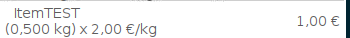 ItemTEST
(0,500 kg) x 2,00 €/kg 1,00 €